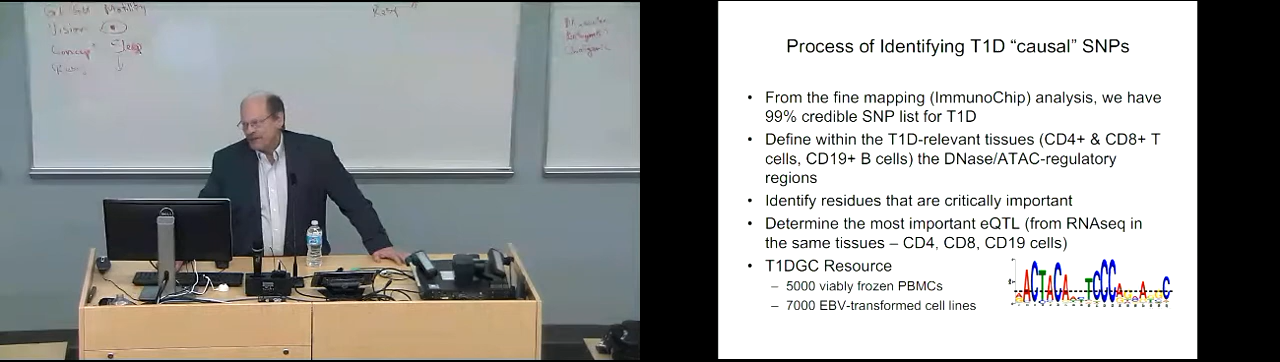 Motility
Vision
Process of Identifying T1D “causal” SNPs
• From the fine mapping (ImmunoChip) analysis, we have
99% credible SNP list for T1D
• Define within the T1D-relevant tissues (CD4+ & CD8+ T
cells, CD19+ B cells) the DNase/ATAC-regulatory
regions
• Identify residues that are critically important
• Determine the most important eQTL (from RNAseq in
the same tissues – CD4, CD8, CD19 cells)
• T1DGC Resource
– 5000 viably frozen PBMCs
– 7000 EBV-transformed cell lines